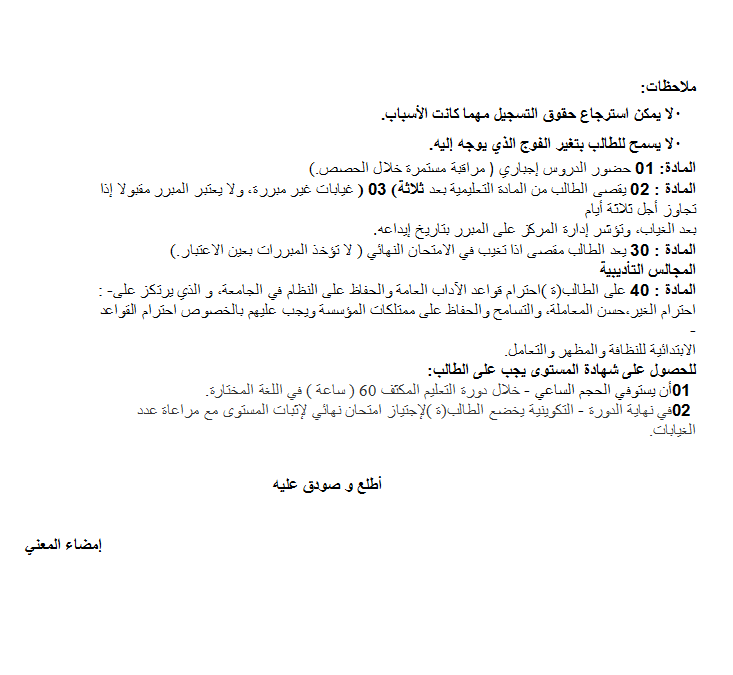 ملاحظات:
· لا يمكن استرجاع حقوق التسجيل مهما كانت الأسباب.
· لا يسمح للطالب بتغير الفوج الذي يوجه إليه.
المادة: 01 حضور الدروس إجباري ( مراقبة مستمرة خلال الحصص.)
المادة : 02 يقصى الطالب من المادة التعليمية بعد ثلاثة) 03 ( غيابات غير مبررة، ولا يعتبر المبرر مقبولا إذا
تجاوز أجل ثلاثة أيام
بعد الغياب، وتؤشر إدارة المركز على المبرر بتاريخ إيداعه.
المادة : 30 يعد الطالب مقصى اذا تغيب في الامتحان النهائي ( لا تؤخذ المبررات بعين الاعتبار.)
المجالس التأديبية
المادة : 40 على الطالب(ة )احترام قواعد الآداب العامة والحفاظ على النظام في الجامعة، و الذي يرتكز على- :
احترام الغير،حسن المعاملة، والتسامح والحفاظ على ممتلكات المؤسسة ويجب عليهم بالخصوص احترام القواعد
-
الابتدائية للنظافة والمظهر والتعامل.
للحصول على شهادة المستوى يجب على الطالب:
01أن يستوفي الحجم الساعي - خلال دورة التعليم المكثف 60 ( ساعة ) في اللغة المختارة.
02في نهاية الدورة - التكوينية يخضع الطالب(ة )لإجتياز امتحان نهائي لإثبات المستوى مع مراعاة عدد
الغيابات.
أطلع و صودق عليه
إمضاء المعني